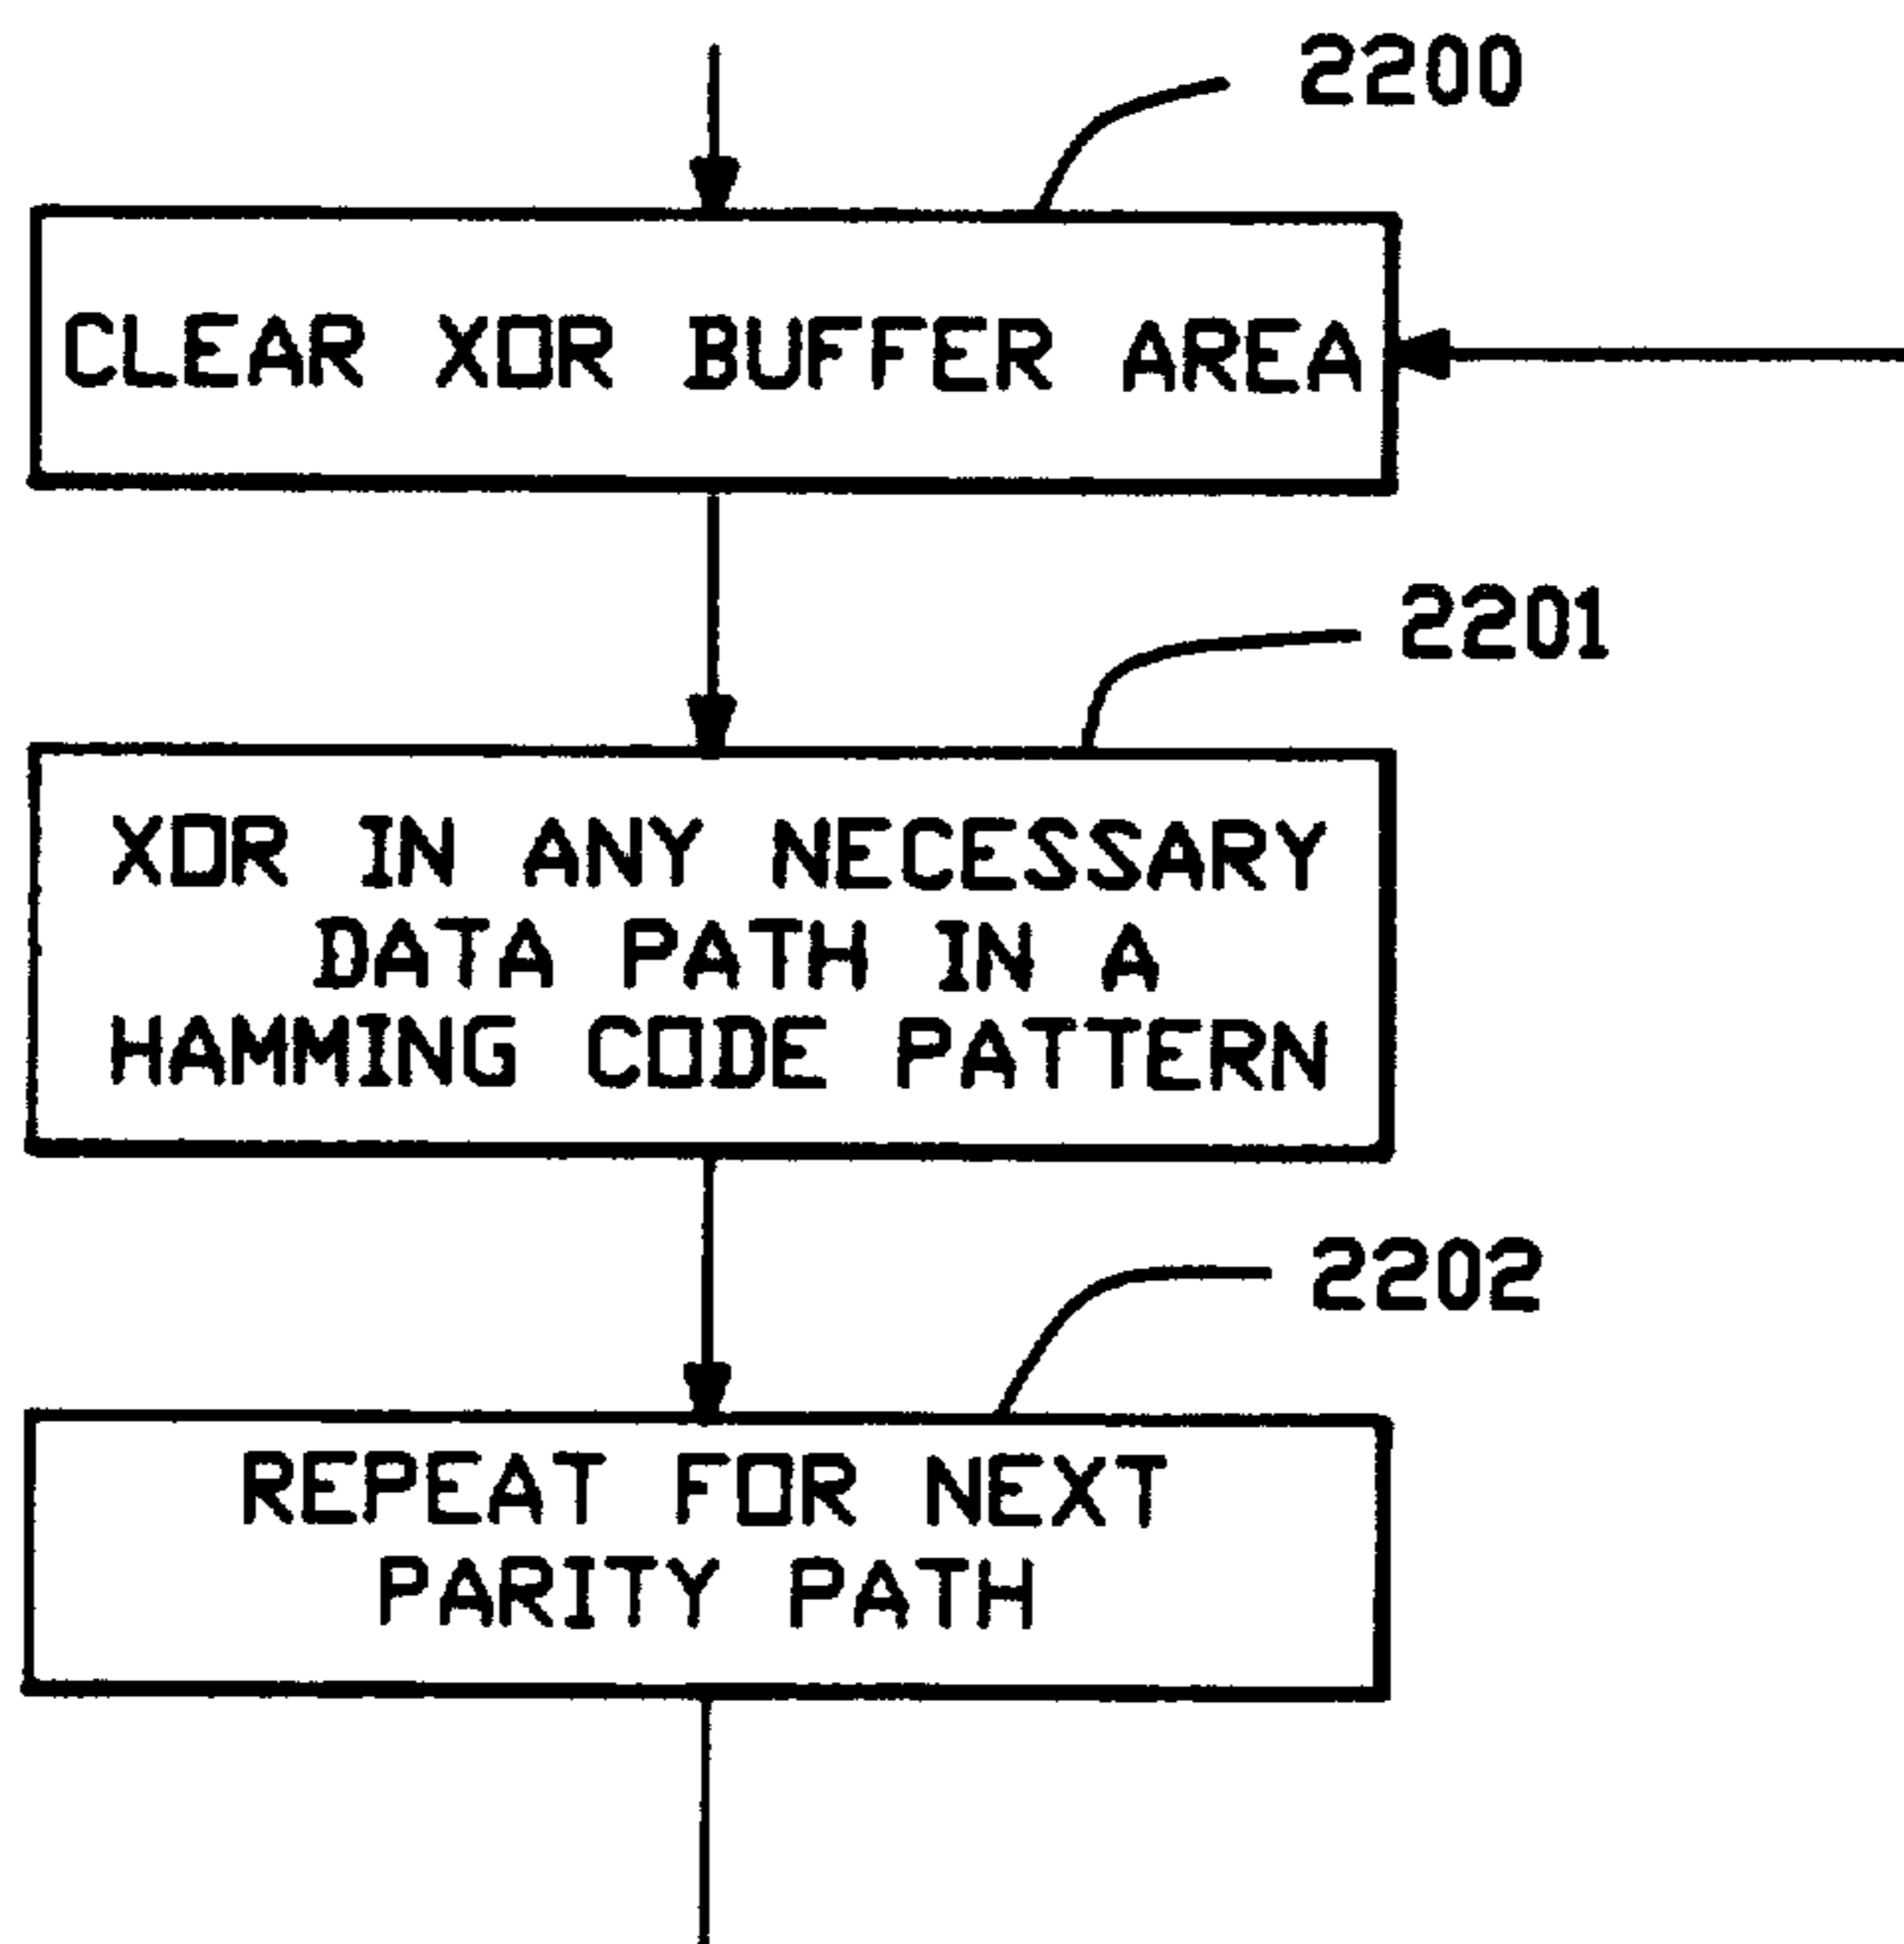 2200
CLEAR XOR BUFFER AREA
2201
XOR IN ANY NECESSARY
DATA PATH IN A
HAMMING CODE PATTERN
2202
REPEAT FOR NEXT
PARITY PATH